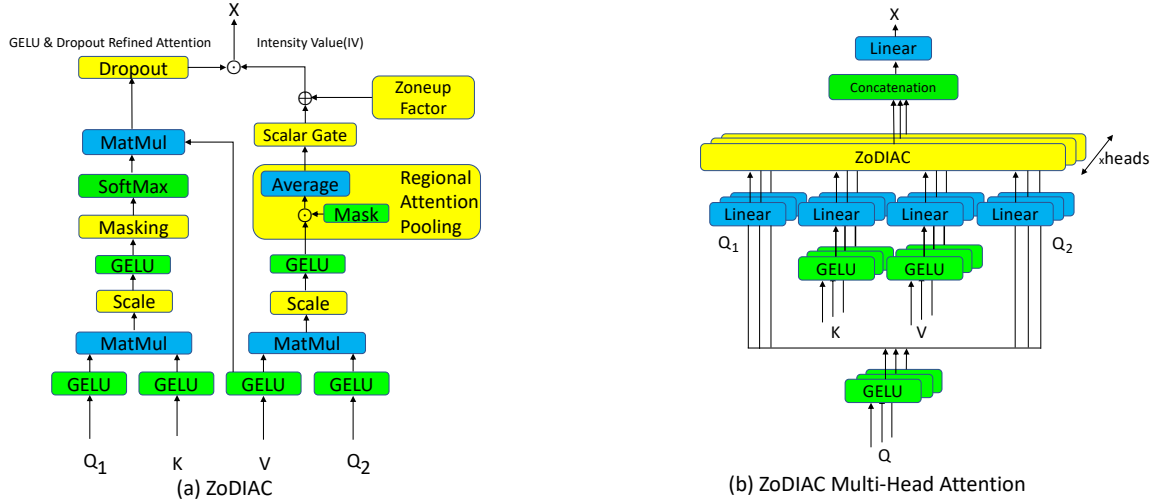 X
GELU & Dropout Refined Attention
Intensity Value(IV)
Dropout
Zoneup
Factor
Scalar Gate
MatMul
SoftMax
Average
Regional
Attention
Pooling
Mask
Masking
GELU
GELU
Scale
Scale
MatMul
MatMul
GELU
GELU
GELU
GELU
Q1
K
V
Q2
(a) ZoDIAC
X
Linear
Concatenation
ZoDIAC
xheads
Linear
Linear
Linear
Linear
Q1
Q2
GELU
GELU
K
V
GELU
Q
(b) ZoDIAC Multi-Head Attention